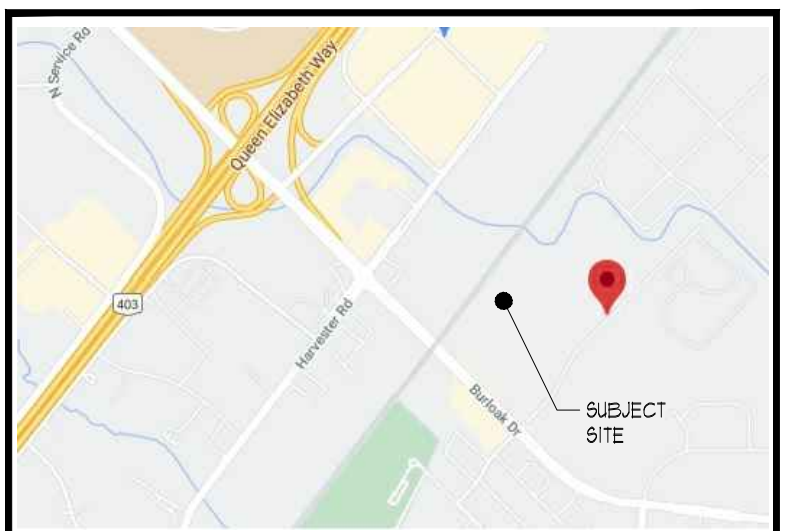 N Service Rd
Queen Elizabeth Way
403
Harvester Rd
Burloak Dr
SUBJECT
SITE